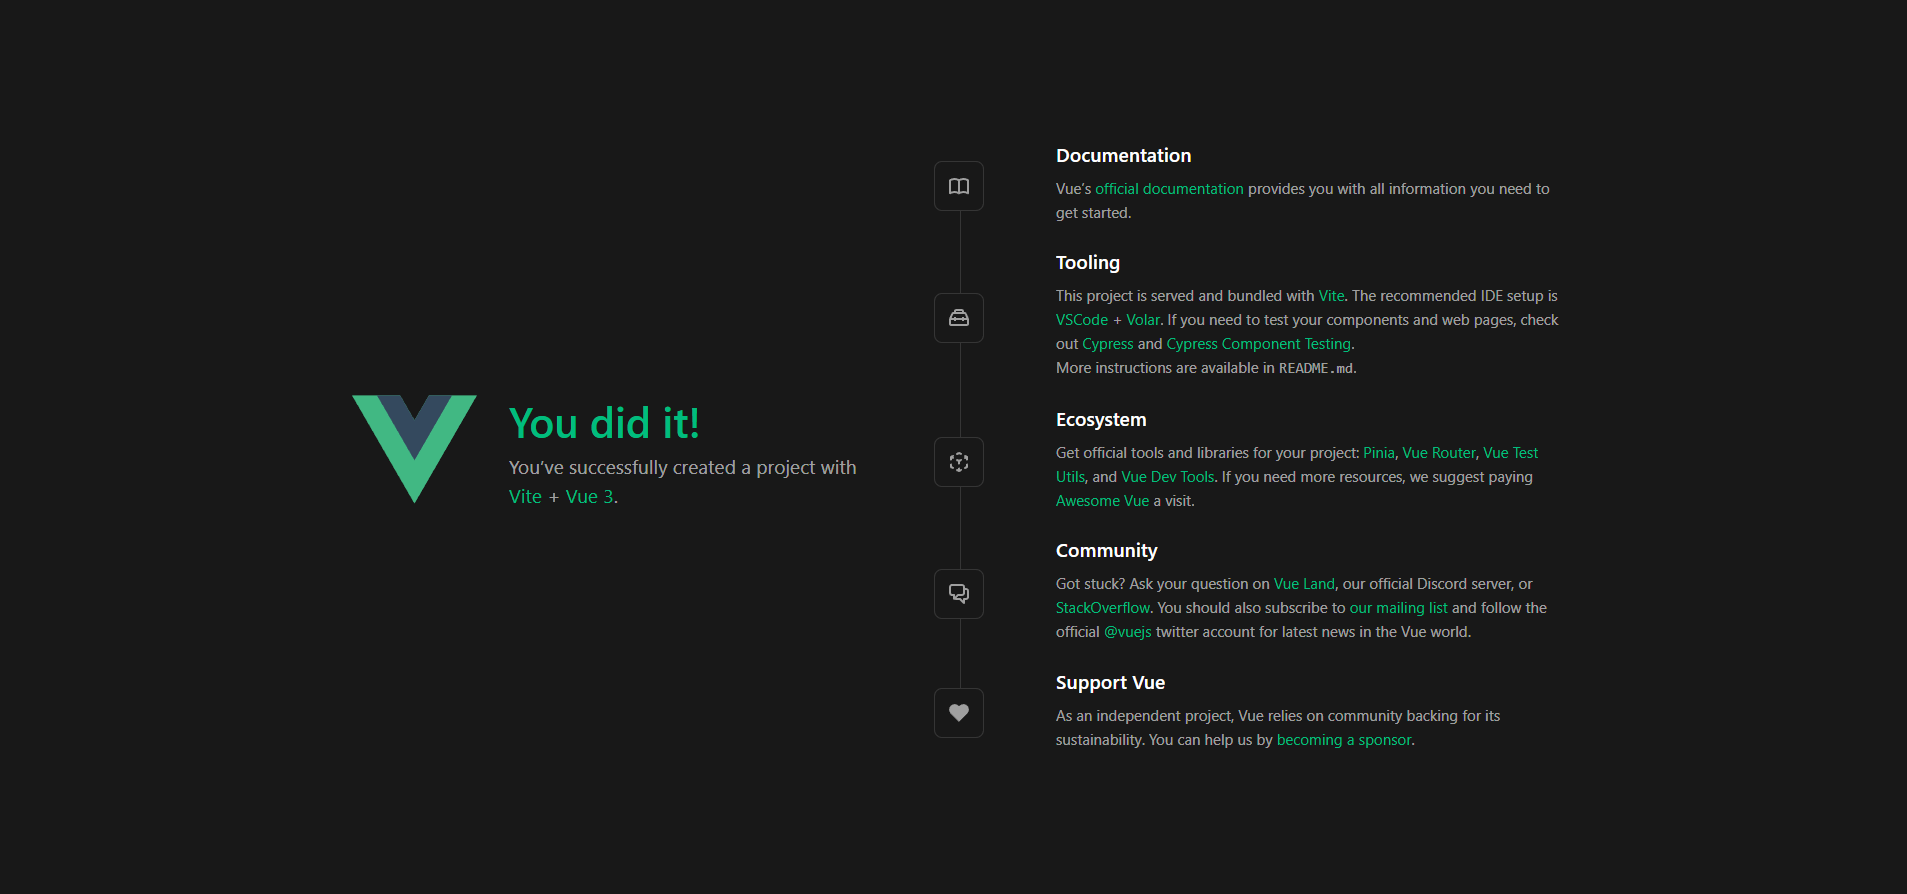 You did it!
You’ve successfully created a project with
Vite + Vue 3.
Documentation
Vue’s official documentation provides you with all information you need to
get started.
Tooling
This project is served and bundled with Vite. The recommended IDE setup is
VSCode + Volar. If you need to test your components and web pages, check
out Cypress and Cypress Component Testing.
More instructions are available in README.md.
Ecosystem
Get official tools and libraries for your project: Pinia, Vue Router, Vue Test
Utils, and Vue Dev Tools. If you need more resources, we suggest paying
Awesome Vue a visit.
Community
Got stuck? Ask your question on Vue Land, our official Discord server, or
StackOverflow. You should also subscribe to our mailing list and follow the
official @vuejs twitter account for latest news in the Vue world.
Support Vue
As an independent project, Vue relies on community backing for its
sustainability. You can help us by becoming a sponsor.